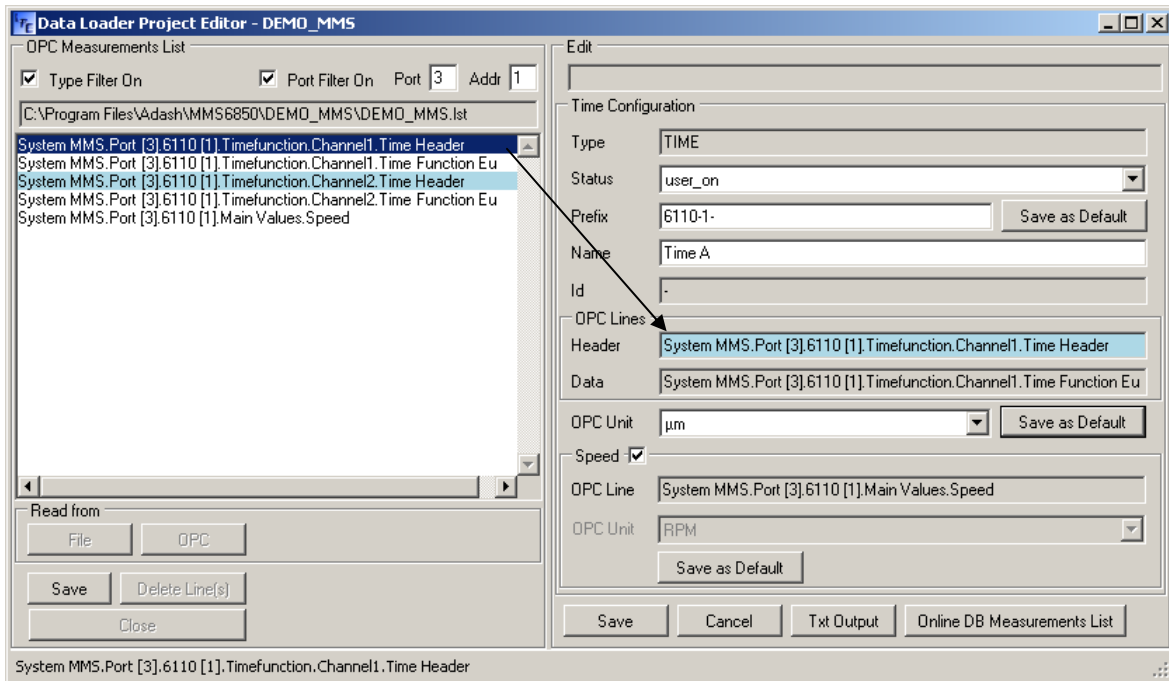 Data Loader Project Editor - DEMO_MMS
OPC Measurements List
Type Filter On Port Filter On Port 3 Addr 1
C:\Program Files\Adash\MMS6850\DEMO_MMS\DEMO_MMS.lst
System MMS.Port [3].6110 [1].Timefunction.Channel1.Time Header
System MMS.Port [3].6110 [1].Timefunction.Channel1.Time Function Eu
System MMS.Port [3].6110 [1].Timefunction.Channel2.Time Header
System MMS.Port [3].6110 [1].Timefunction.Channel2.Time Function Eu
System MMS.Port [3].6110 [1].Main Values.Speed
Read from
File OPC
Save Delete Line(s)
Close
Edit
Time Configuration
Type TIME
Status user_on
Prefix 6110-1- Save as Default
Name Time A
Id -
OPC Lines
Header System MMS.Port [3].6110 [1].Timefunction.Channel1.Time Header
Data System MMS.Port [3].6110 [1].Timefunction.Channel1.Time Function Eu
OPC Unit µm Save as Default
Speed
OPC Line System MMS.Port [3].6110 [1].Main Values.Speed
OPC Unit RPM
Save as Default
Save Cancel Txt Output Online DB Measurements List
System MMS.Port [3].6110 [1].Timefunction.Channel1.Time Header